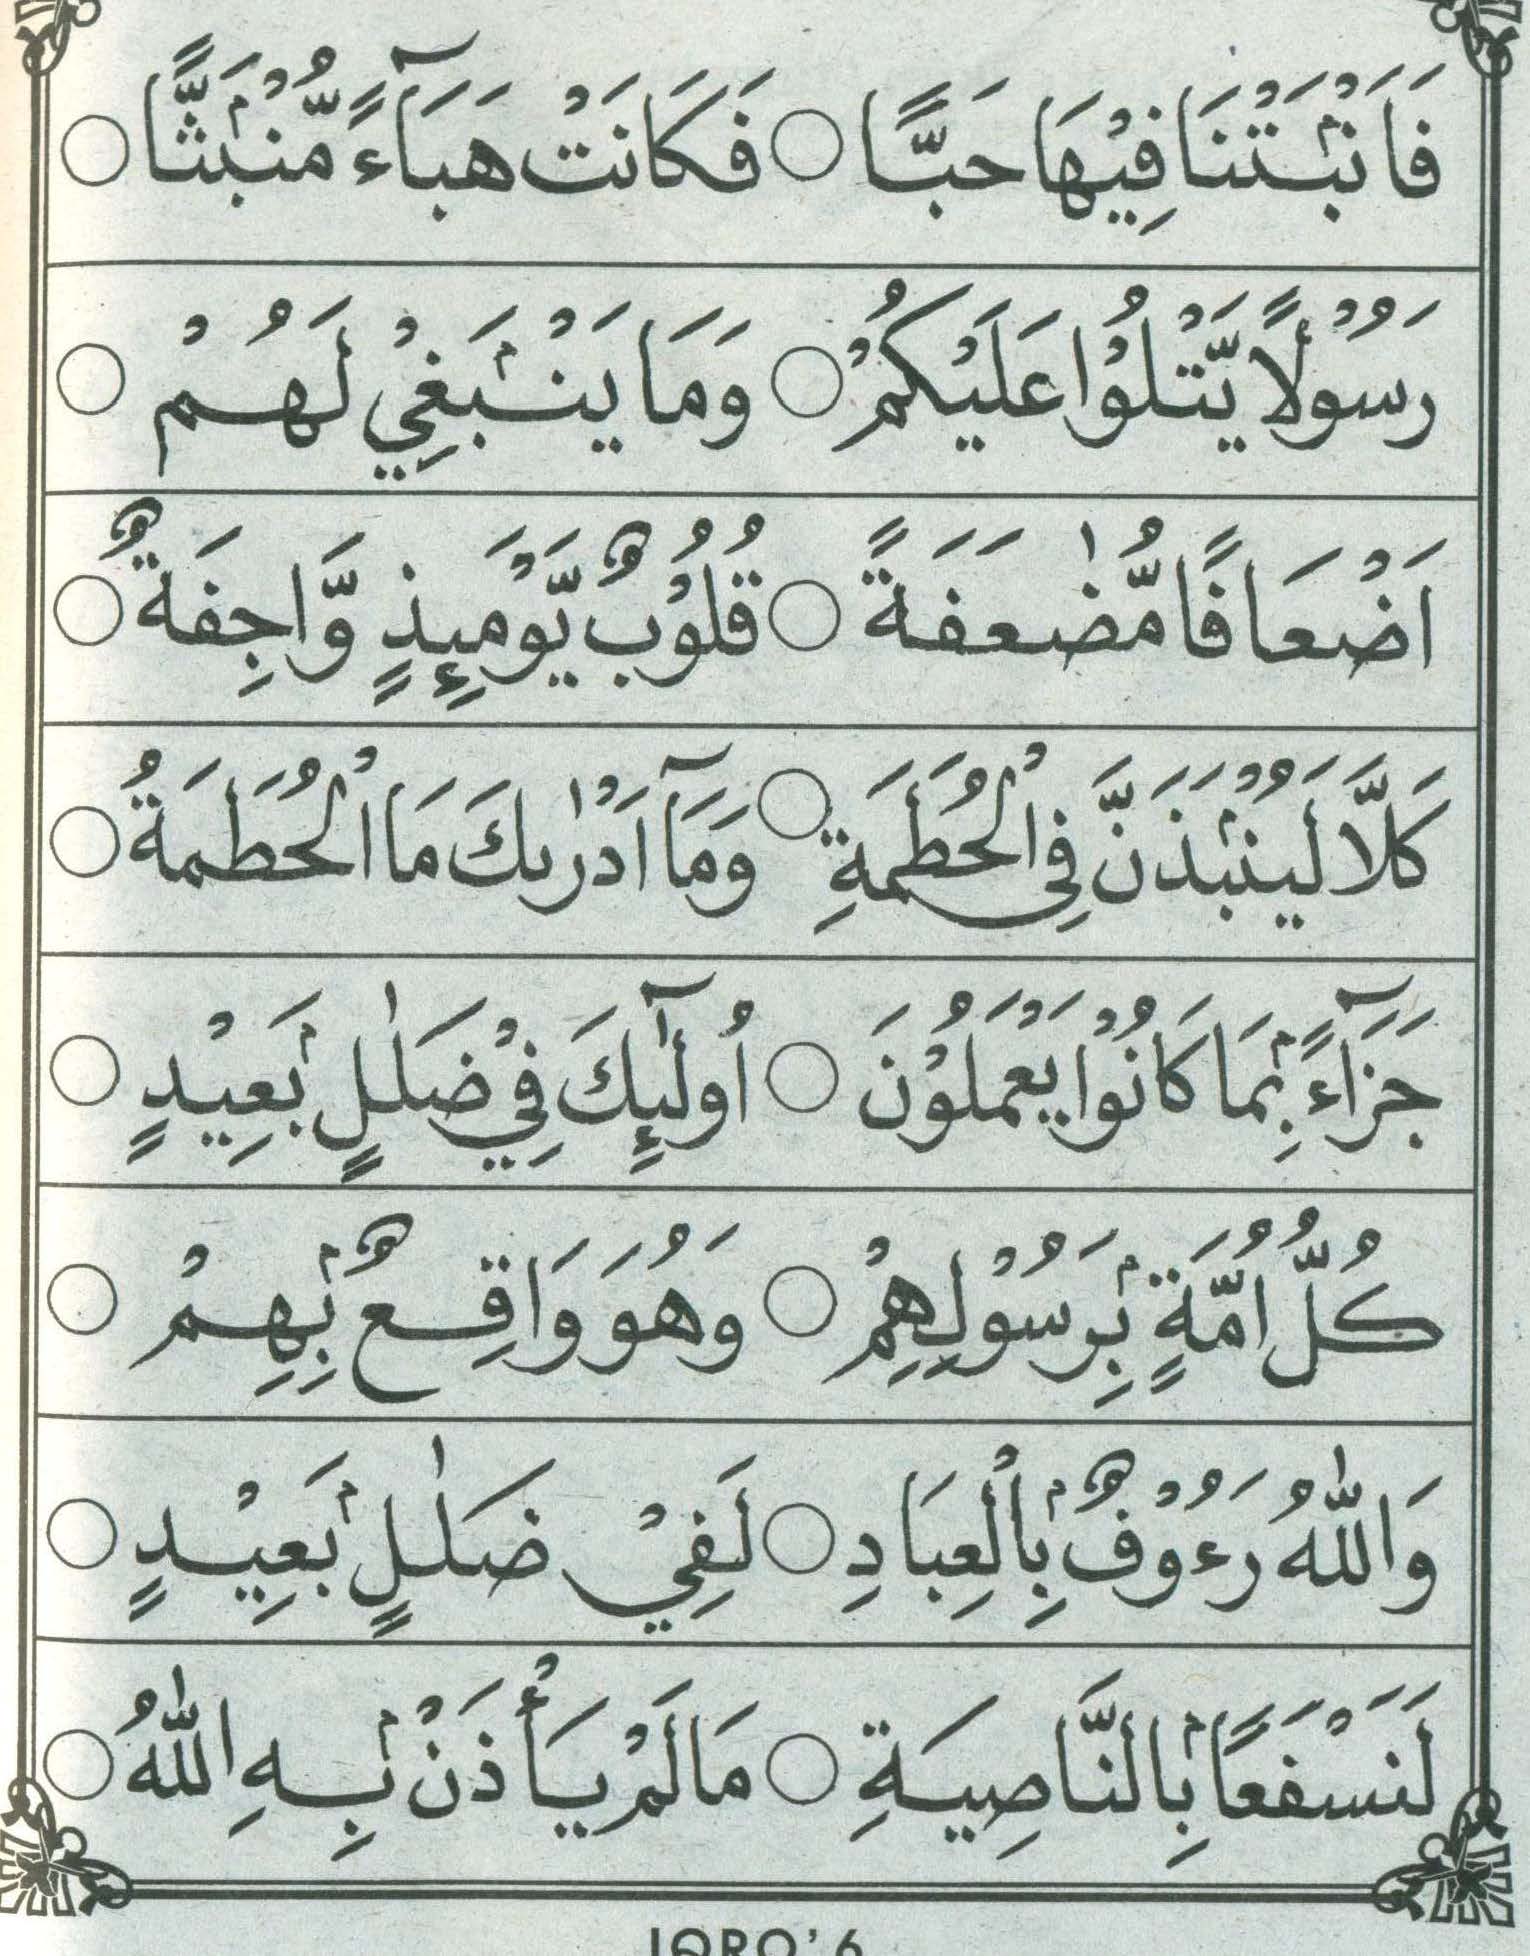 فَاَنْۢبَتْنَا فِيْهَا حَبًّا ○ فَكَانَتْ هَبَآءً مُّنْۢبَثًّا ○
رَسُوْلًا يَّتْلُوْا عَلَيْكُمْ ○ وَمَا يَنْۢبَغِيْ لَهُمْ ○
اَضْعَافًا مُّضٰعَفَةً ○ قُلُوْبٌ يَّوْمَىِٕذٍ وَّاجِفَةٌ ○
كَلَّا لَيُنْۢبَذَنَّ فِى الْحُطَمَةِ ○ وَمَآ اَدْرٰىكَ مَا الْحُطَمَةُ ○
جَزَآءًۢ بِمَا كَانُوْا يَعْمَلُوْنَ ○ اُولٰۤىِٕكَ فِيْ ضَلٰلٍۢ بَعِيْدٍ ○
كُلُّ اُمَّةٍۢ بِرَسُوْلِهِمْ ○ وَهُوَ وَاقِعٌۢ بِهِمْ ○
وَاللّٰهُ رَءُوْفٌۢ بِالْعِبَادِ ○ لَفِيْ ضَلٰلٍۢ بَعِيْدٍ ○
لَنَسْفَعًۢا بِالنَّاصِيَةِ ○ مَا لَمْ يَأْذَنْۢ بِهِ اللّٰهُ ○
IQRO' 6